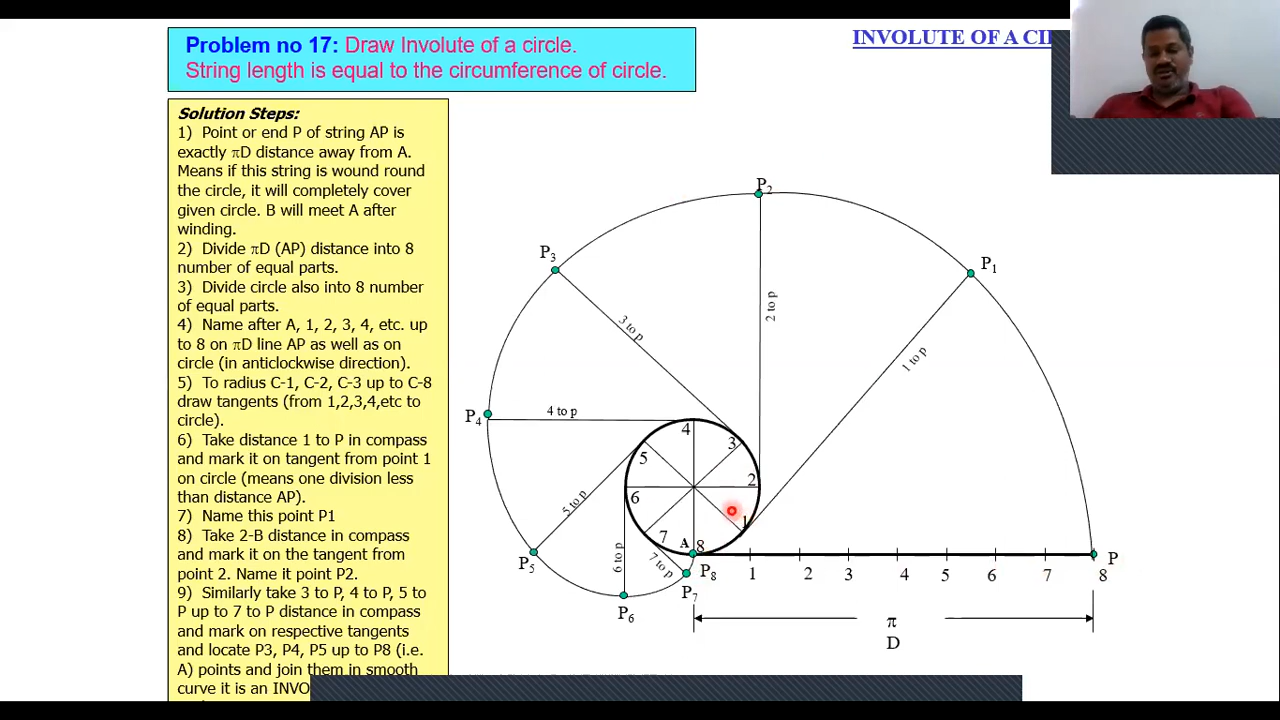 Problem no 17: Draw Involute of a circle.
String length is equal to the circumference of circle.
INVOLUTE OF A CI
Solution Steps:
1) Point or end P of string AP is
exactly πD distance away from A.
Means if this string is wound round
the circle, it will completely cover
given circle. B will meet A after
winding.
2) Divide πD (AP) distance into 8
number of equal parts.
3) Divide circle also into 8 number
of equal parts.
4) Name after A, 1, 2, 3, 4, etc. up
to 8 on πD line AP as well as on
circle (in anticlockwise direction).
5) To radius C-1, C-2, C-3 up to C-8
draw tangents (from 1,2,3,4,etc to
circle).
6) Take distance 1 to P in compass
and mark it on tangent from point 1
on circle (means one division less
than distance AP).
7) Name this point P1
8) Take 2-B distance in compass
and mark it on the tangent from
point 2. Name it point P2.
9) Similarly take 3 to P, 4 to P, 5 to
P up to 7 to P distance in compass
and mark on respective tangents
and locate P3, P4, P5 up to P8 (i.e.
A) points and join them in smooth
curve it is an INVO
P2
P3
P1
2 to p
3 to p
1 to p
P4
4 to p
4
3
5
2
6
5 to p
1
7
A
8
6 to p
7 to p
P
P5
P8
1 2 3 4 5 6 7 8
P7
P6
π
D